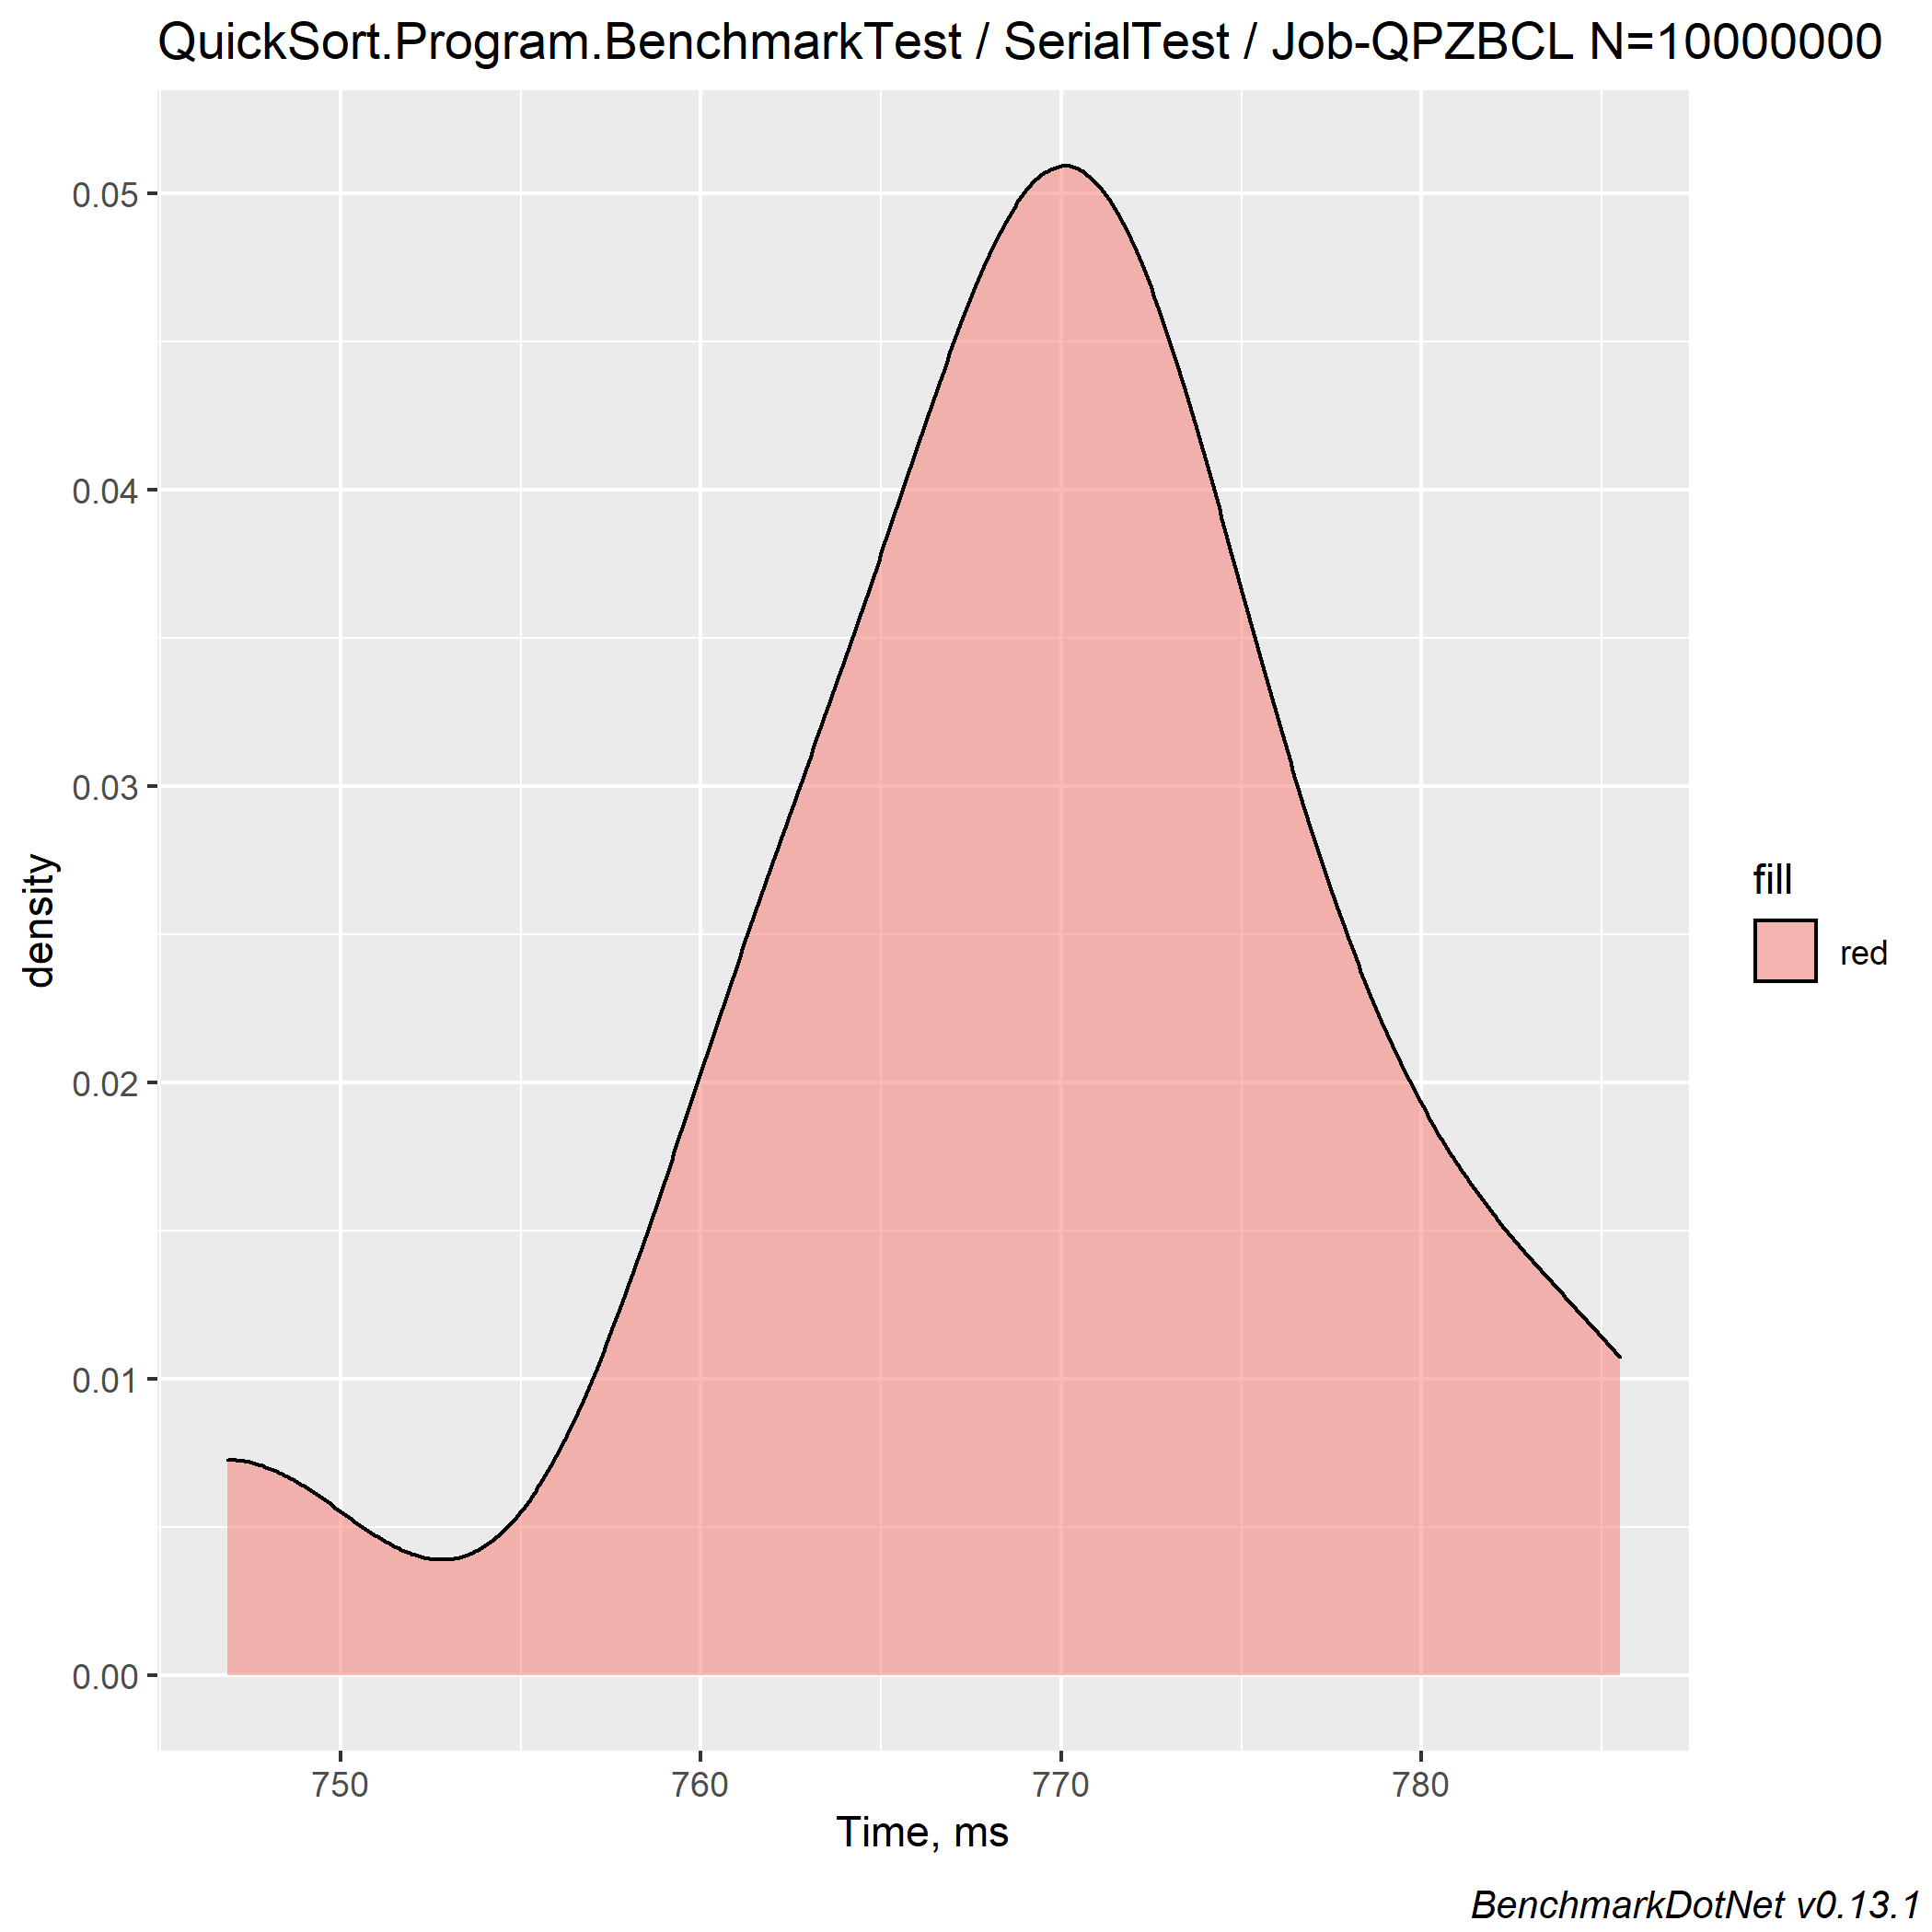 QuickSort.Program.BenchmarkTest / SerialTest / Job-QPZBCL N=10000000
0.05
0.04
0.03
0.02
0.01
0.00
density
750 760 770 780
Time, ms
fill
red
BenchmarkDotNet v0.13.1